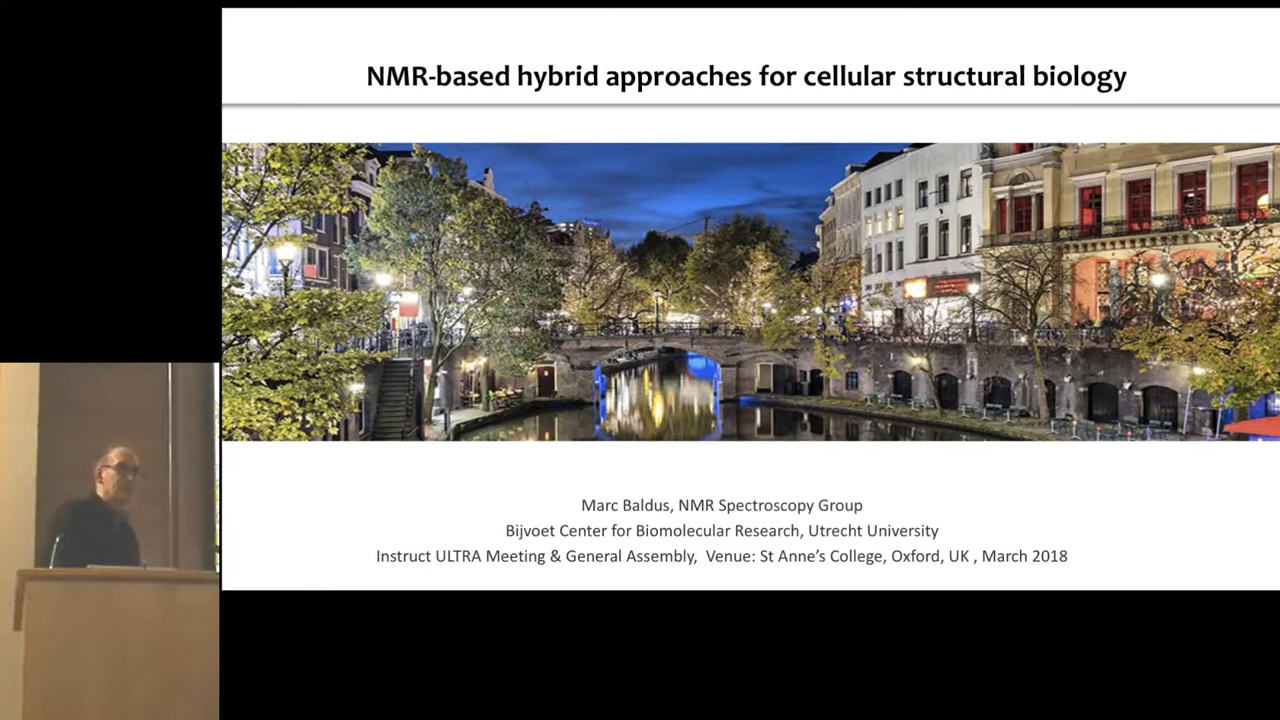 NMR-based hybrid approaches for cellular structural biology
Marc Baldus, NMR Spectroscopy Group
Bijvoet Center for Biomolecular Research, Utrecht University
Instruct ULTRA Meeting & General Assembly,  Venue: St Anne’s College, Oxford, UK , March 2018